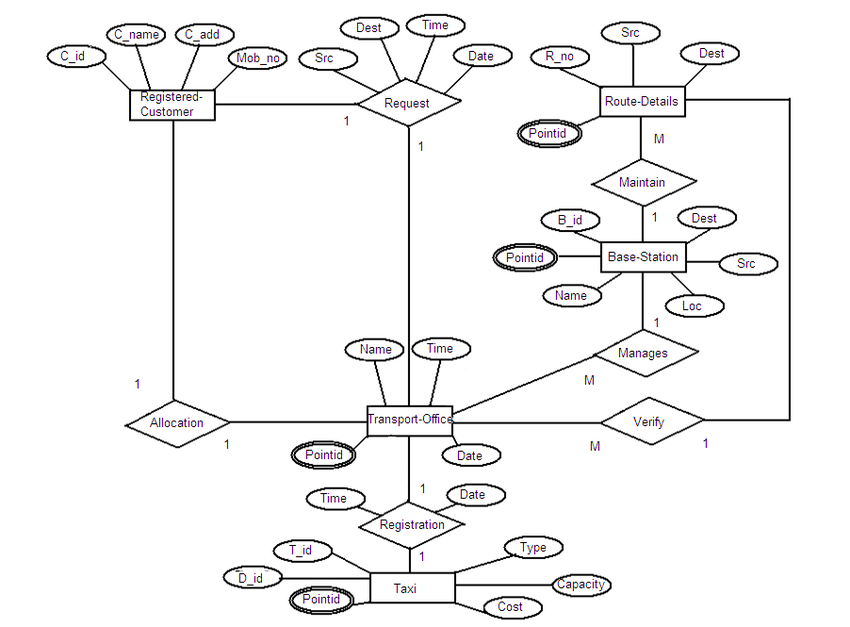 C_id
C_name
C_add
Mob_no
Registered-
Customer
Src
Dest
Time
Date
Request
1
1
R_no
Src
Dest
Route-Details
Pointid
M
Maintain
1
B_id
Dest
Pointid
Base-Station
Src
Name
Loc
1
Manages
M
Name
Time
1
Allocation
1
Transport-Office
Pointid
Date
M
Verify
1
1
Time
Date
Registration
1
T_id
Type
D_id
Taxi
Capacity
Pointid
Cost